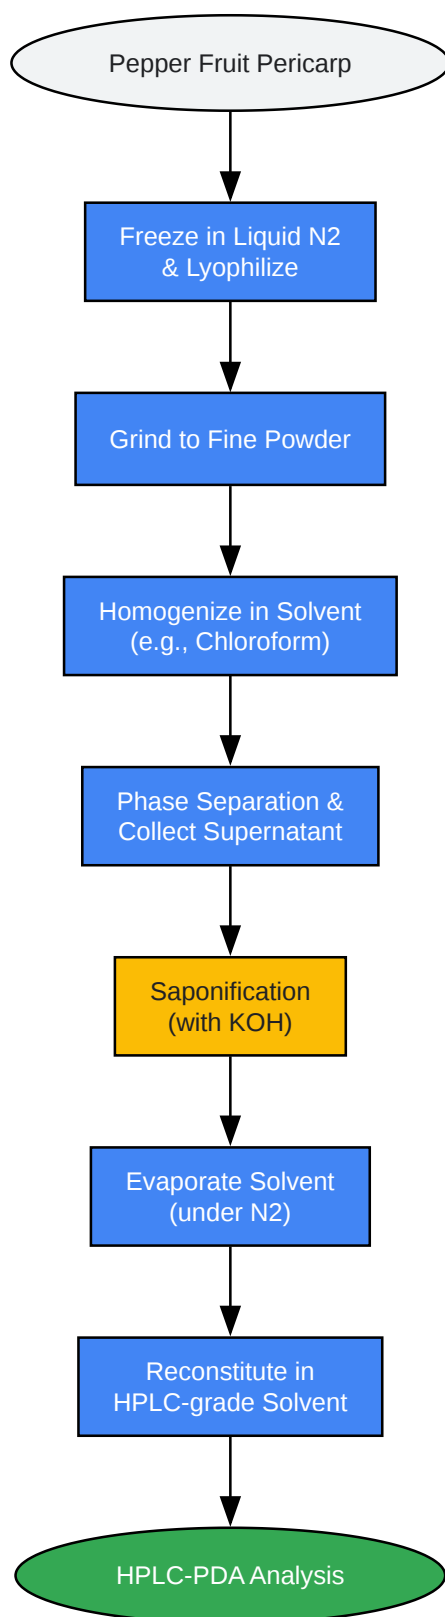 Pepper Fruit Pericarp
Freeze in Liquid N2
& Lyophilize
Grind to Fine Powder
Homogenize in Solvent
(e.g., Chloroform)
Phase Separation &
Collect Supernatant
Saponification
(with KOH)
Evaporate Solvent
(under N2)
Reconstitute in
HPLC-grade Solvent
HPLC-PDA Analysis